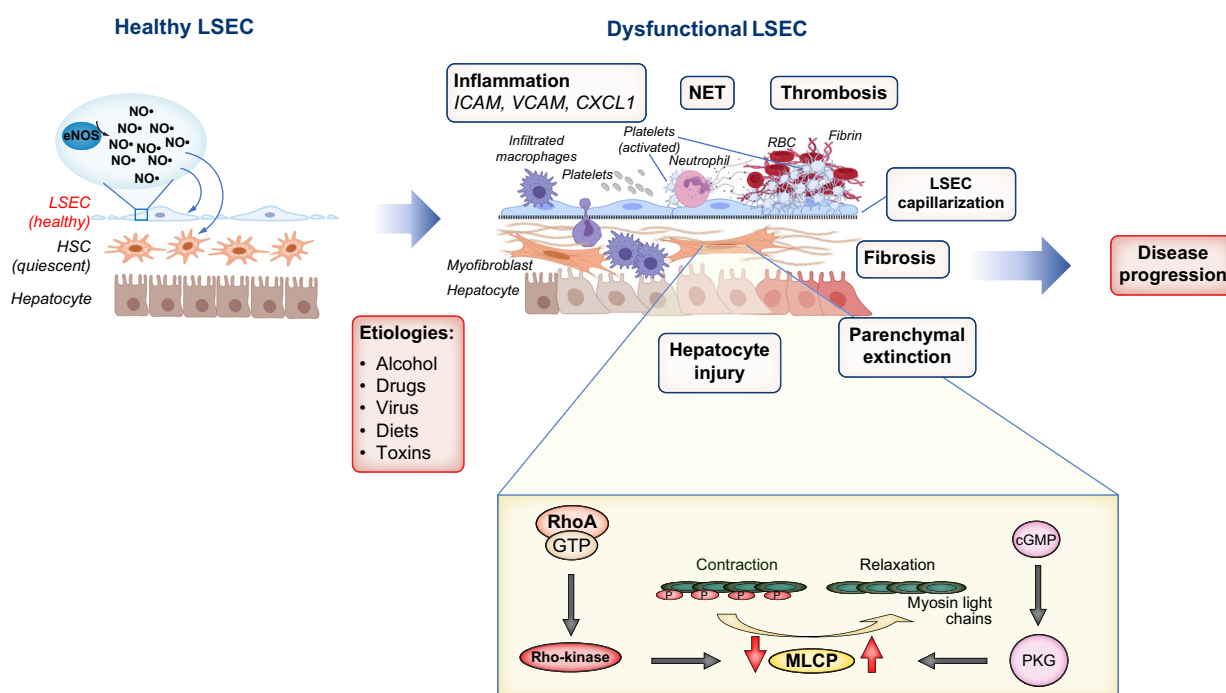 Healthy LSEC
eNOS
NO•
NO•
NO•
NO•
NO•
NO•
NO•
NO•
NO•
NO•
NO•
LSEC
(healthy)
HSC
(quiescent)
Hepatocyte
Etiologies:
• Alcohol
• Drugs
• Virus
• Diets
• Toxins
Dysfunctional LSEC
Inflammation
ICAM, VCAM, CXCL1
NET
Thrombosis
Infiltrated
macrophages
Platelets
Platelets
(activated)
Neutrophil
RBC
Fibrin
LSEC
capillarization
Myofibroblast
Hepatocyte
Fibrosis
Hepatocyte
injury
Parenchymal
extinction
Disease
progression
RhoA
GTP
Rho-kinase
Contraction
P
P
P
P
Relaxation
Myosin light
chains
MLCP
cGMP
PKG